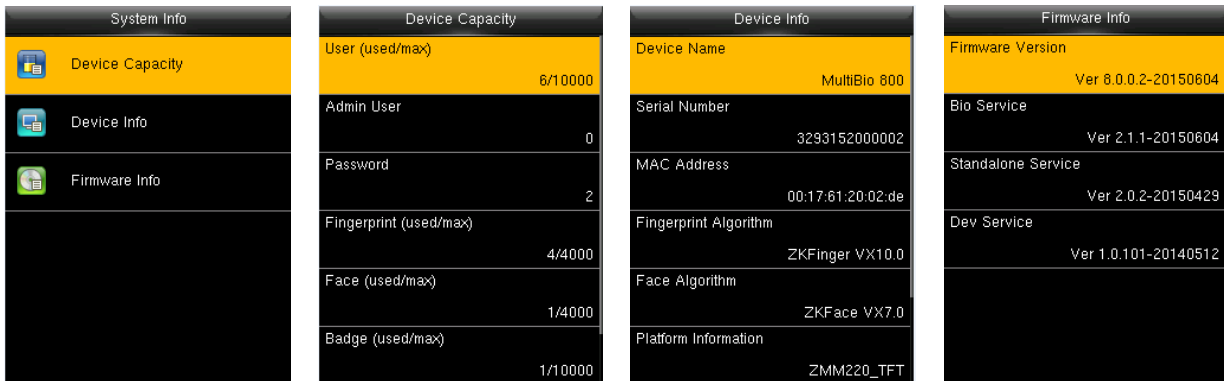 System Info
Device Capacity
Device Info
Firmware Info
Device Capacity
User (used/max)
6/10000
Admin User
0
Password
2
Fingerprint (used/max)
4/4000
Face (used/max)
1/4000
Badge (used/max)
1/10000
Device Info
Device Name
MultiBio 800
Serial Number
3293152000002
MAC Address
00:17:61:20:02:de
Fingerprint Algorithm
ZKFinger VX10.0
Face Algorithm
ZKFace VX7.0
Platform Information
ZMM220_TFT
Firmware Info
Firmware Version
Ver 8.0.0.2-20150604
Bio Service
Ver 2.1.1-20150604
Standalone Service
Ver 2.0.2-20150429
Dev Service
Ver 1.0.101-20140512